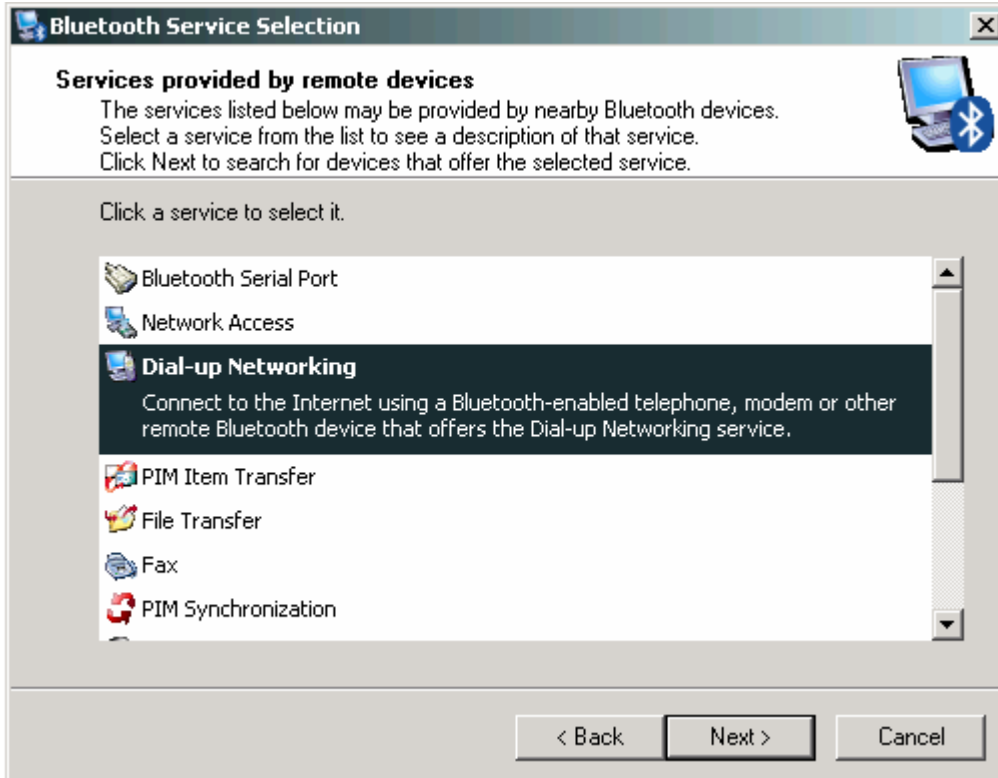 Bluetooth Service Selection
Services provided by remote devices
The services listed below may be provided by nearby Bluetooth devices.
Select a service from the list to see a description of that service.
Click Next to search for devices that offer the selected service.
Click a service to select it.
Bluetooth Serial Port
Network Access
Dial-up Networking
Connect to the Internet using a Bluetooth-enabled telephone, modem or other
remote Bluetooth device that offers the Dial-up Networking service.
PIM Item Transfer
File Transfer
Fax
PIM Synchronization
< Back Next > Cancel